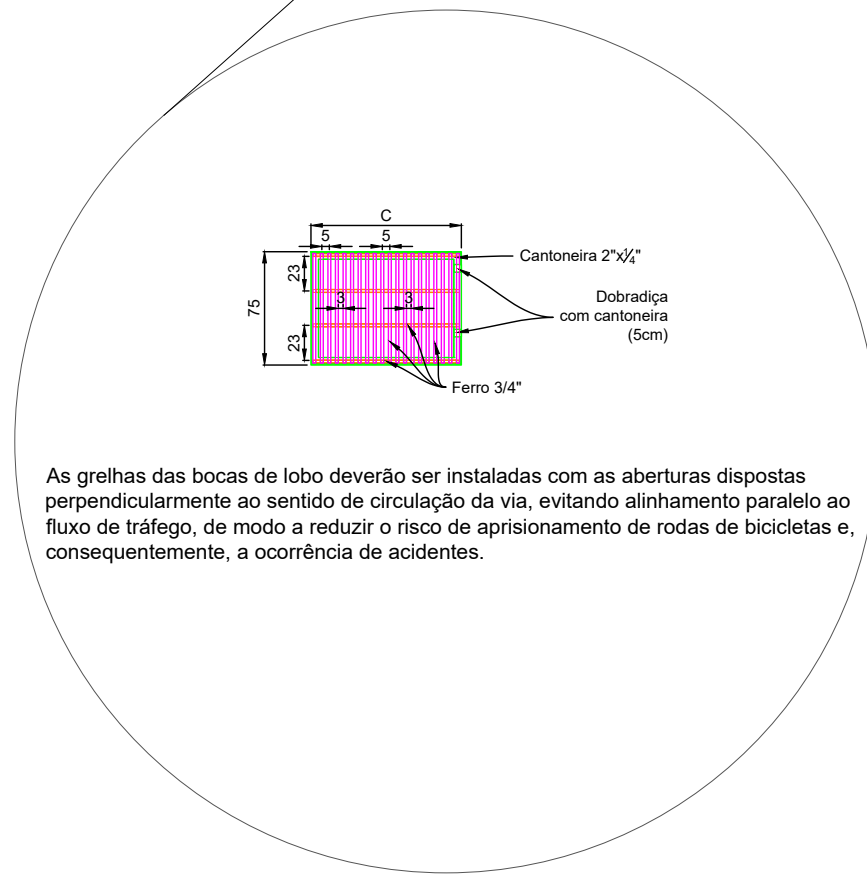 C
5 5
Cantoneira 2"x¼"
23
75
3 3
Dobradiça
com cantoneira
(5cm)
23
Ferro 3/4"
As grelhas das bocas de lobo deverão ser instaladas com as aberturas dispostas
perpendicularmente ao sentido de circulação da via, evitando alinhamento paralelo ao
fluxo de tráfego, de modo a reduzir o risco de aprisionamento de rodas de bicicletas e,
consequentemente, a ocorrência de acidentes.